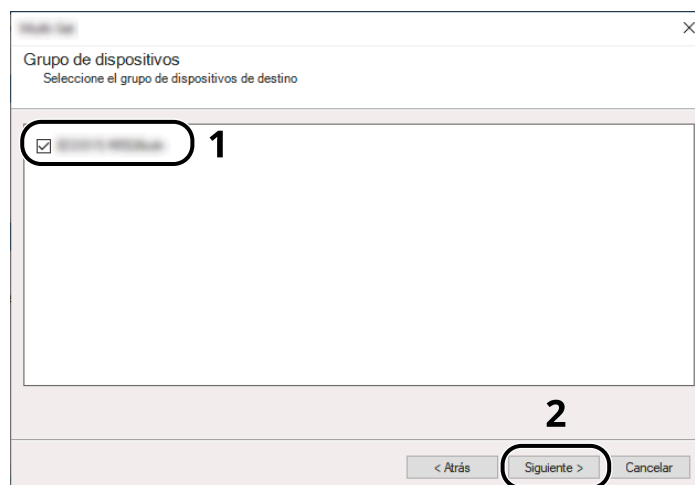 Grupo de dispositivos
Seleccione el grupo de dispositivos de destino
1
2
< Atrás
Siguiente >
Cancelar